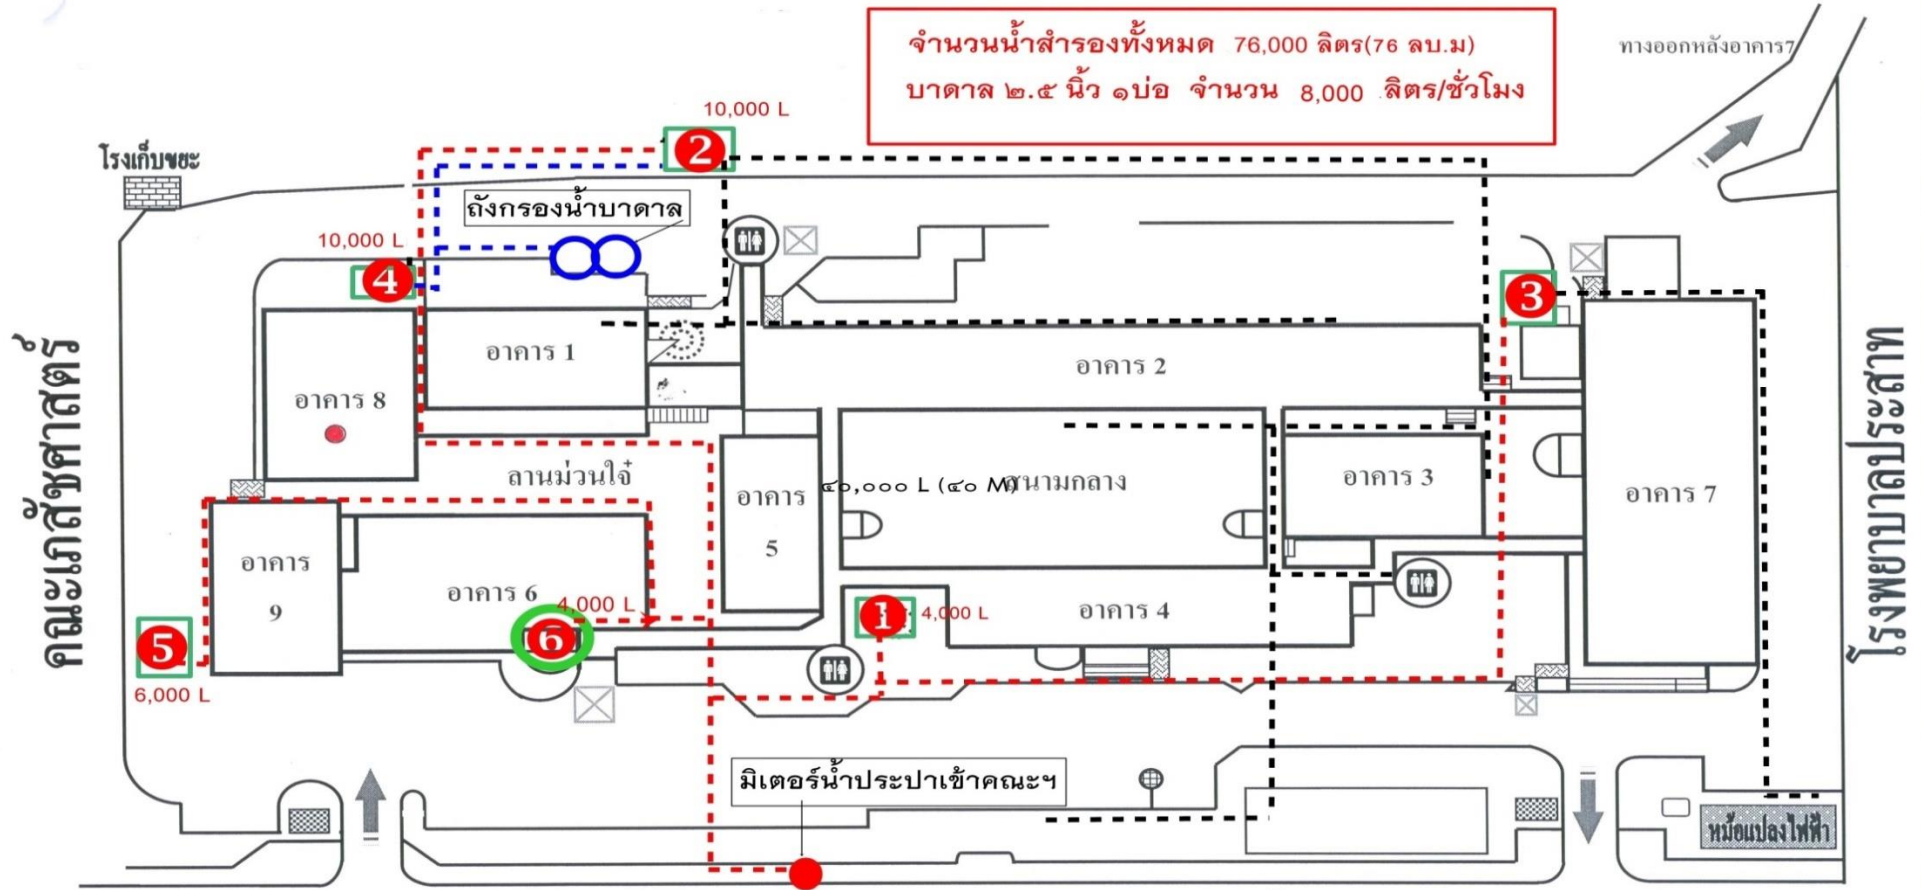 จำนวนน้ำสำรองทั้งหมด 76,000 ลิตร(76 ลบ.ม)
บาดาล ๒.๕ นิ้ว ๑บ่อ จำนวน 8,000 ลิตร/ชั่วโมง
ทางออกหลังอาคาร7
10,000 L
2
โรงเก็บขยะ
ถังกรองน้ำบาดาล
10,000 L
4
3
อาคาร 1
อาคาร 2
อาคาร 8
คณะเภสัชศาสตร์
โรงพยาบาลประสาท
ลานม่วนใจ๋
อาคาร
5
๔๐,๐๐๐ L (๔๐ M)
สนามกลาง
อาคาร 3
อาคาร 7
อาคาร
9
อาคาร 6
4,000 L
6
1
4,000 L
อาคาร 4
5
6,000 L
มิเตอร์น้ำประปาเข้าคณะฯ
หม้อแปลงไฟฟ้า